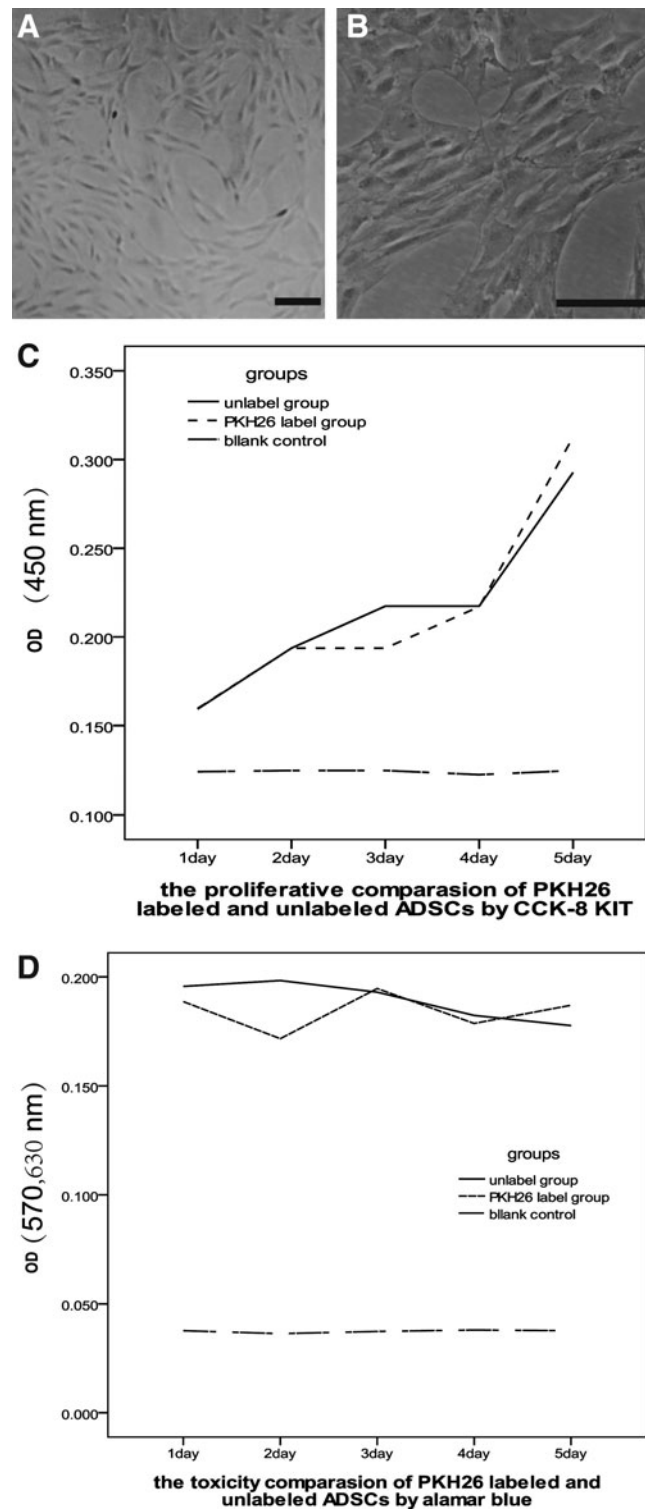 A
B
C
groups
unlabel group
PKH26 label group
bllank control
0.350
0.300
0.250
0.200
0.150
0.100
OD (450 nm)
1day 2day 3day 4day 5day
the proliferative comparasion of PKH26
labeled and unlabeled ADSCs by CCK-8 KIT
D
0.200
0.150
0.100
0.050
0.000
OD (570,630 nm)
groups
unlabel group
PKH26 label group
bllank control
1day 2day 3day 4day 5day
the toxicity comparasion of PKH26 labeled and
unlabeled ADSCs by alamar blue